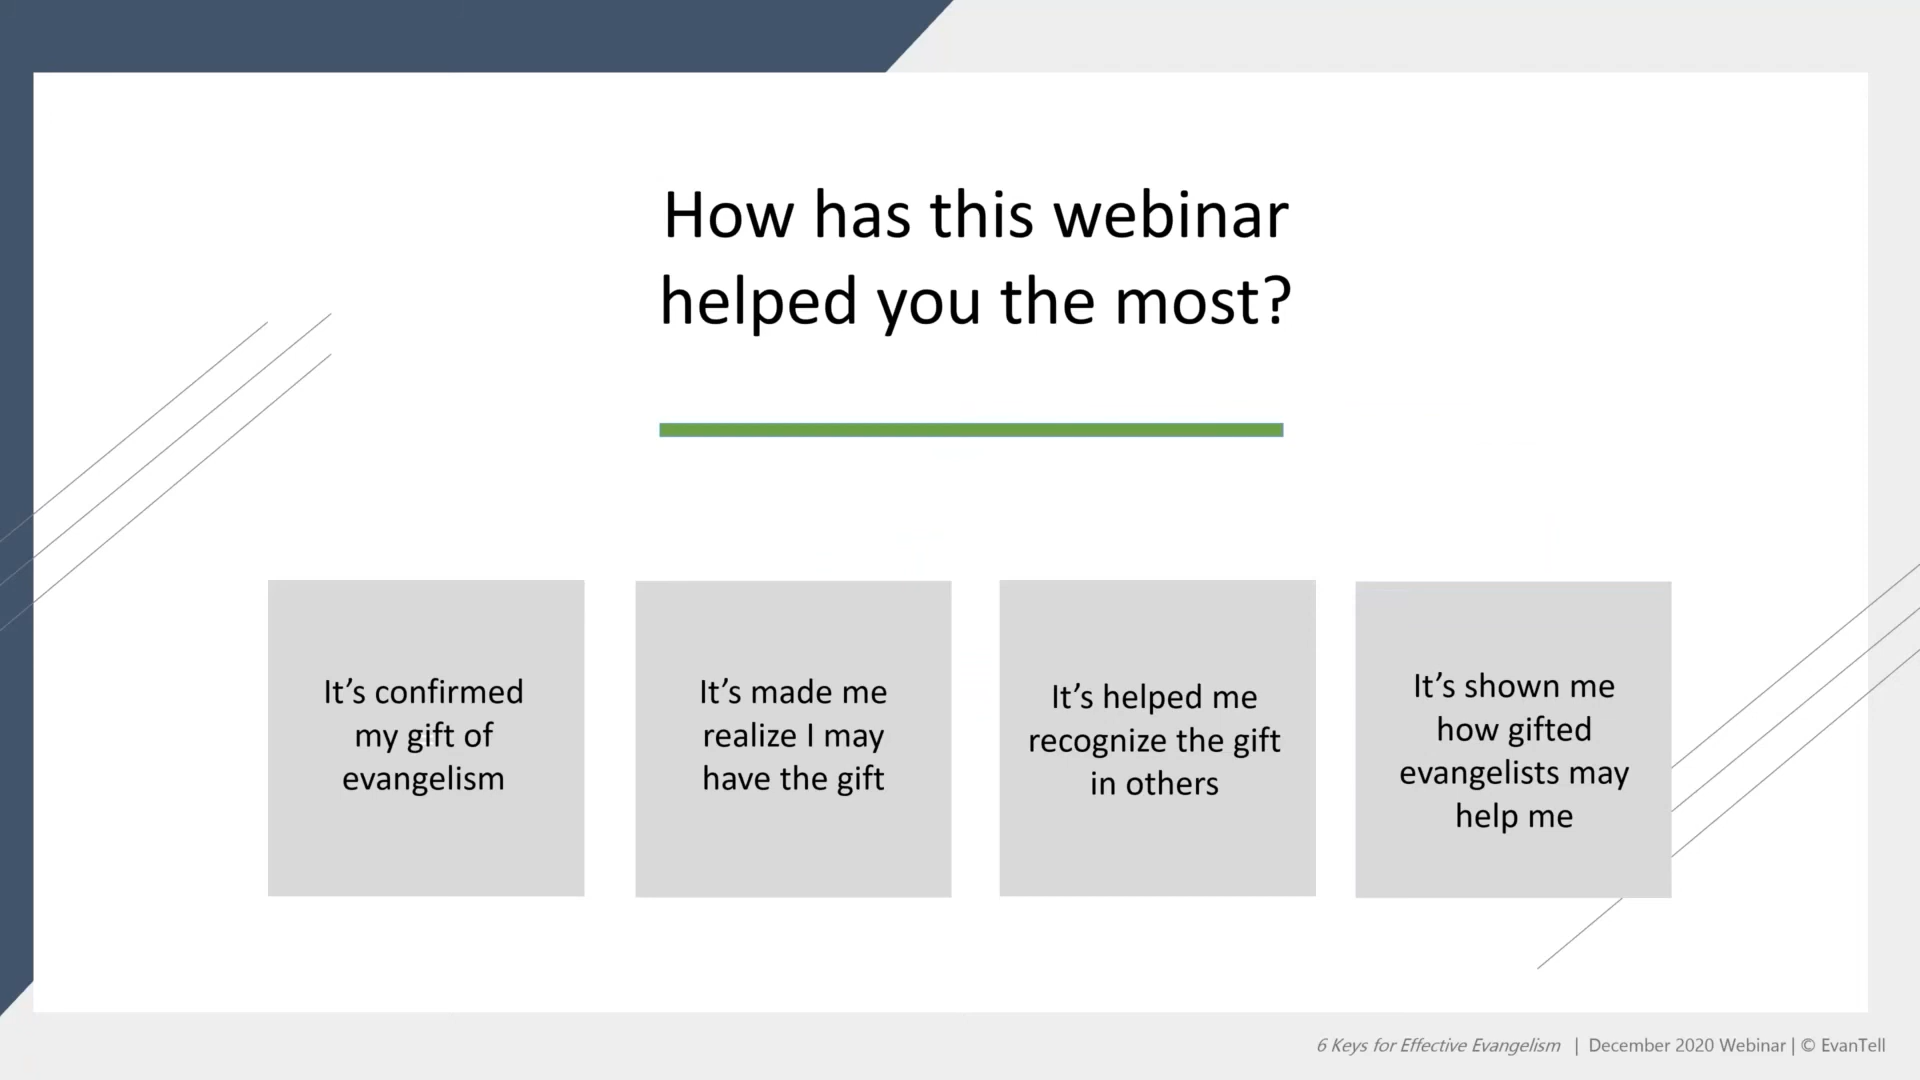 How has this webinar
helped you the most?
It’s confirmed
my gift of
evangelism
It’s made me
realize I may
have the gift
It’s helped me
recognize the gift
in others
It’s shown me
how gifted
evangelists may
help me
6 Keys for Effective Evangelism | December 2020 Webinar | © EvanTell